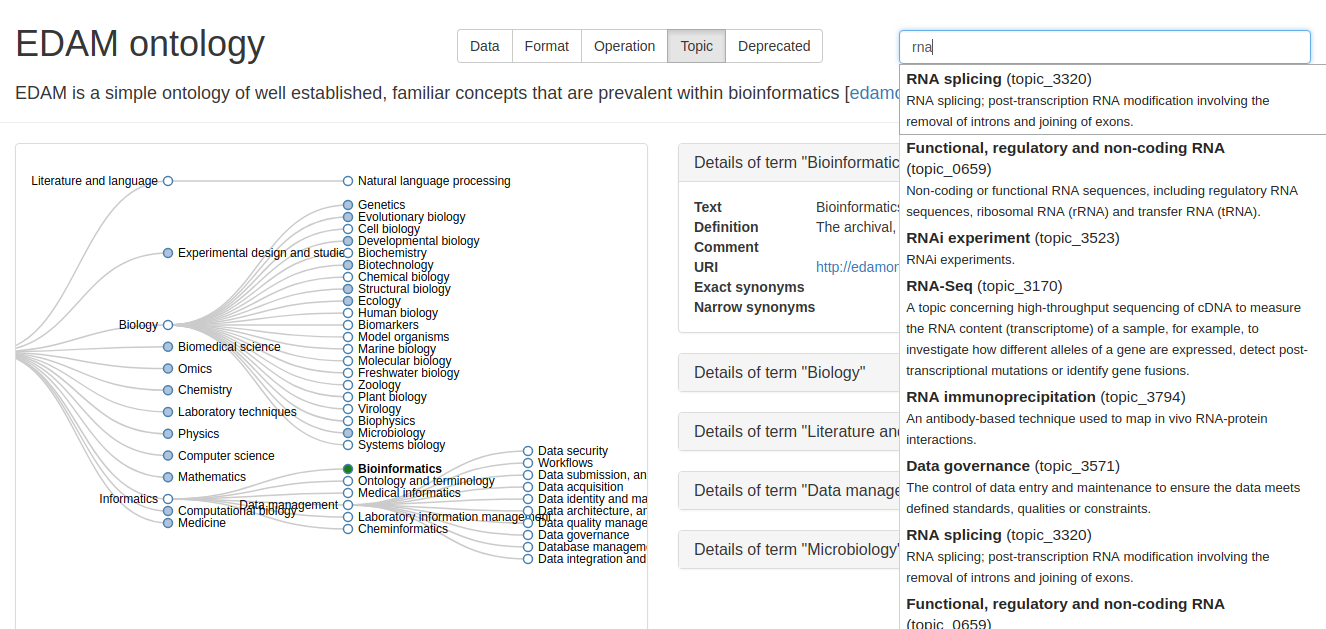 EDAM ontology
Data
Format
Operation
Topic
Deprecated
rna
EDAM is a simple ontology of well established, familiar concepts that are prevalent within bioinformatics [edamo
Literature and language
Natural language processing
Genetics
Evolutionary biology
Cell biology
Developmental biology
Experimental design and studie
Biochemistry
Biotechnology
Chemical biology
Structural biology
Ecology
Human biology
Biology
Biomarkers
Model organisms
Biomedical science
Marine biology
Molecular biology
Omics
Freshwater biology
Zoology
Chemistry
Plant biology
Laboratory techniques
Virology
Biophysics
Physics
Microbiology
Systems biology
Computer science
Data security
Workflows
Bioinformatics
Mathematics
Data submission, an
Ontology and terminology
Data acquisition
Medical informatics
Informatics
Data identity and ma
Data management
Computational biology
Data architecture, an
Laboratory information management
Medicine
Data quality manage
Cheminformatics
Data governance
Database managem
Data integration and
Details of term "Bioinformatic
Text
Bioinformatics
Definition
The archival,
Comment
URI
http://edamon
Exact synonyms
Narrow synonyms
Details of term "Biology"
Details of term "Literature and
Details of term "Data manage
Details of term "Microbiology"
RNA splicing (topic_3320)
RNA splicing; post-transcription RNA modification involving the
removal of introns and joining of exons.
Functional, regulatory and non-coding RNA
(topic_0659)
Non-coding or functional RNA sequences, including regulatory RNA
sequences, ribosomal RNA (rRNA) and transfer RNA (tRNA).
RNAi experiment (topic_3523)
RNAi experiments.
RNA-Seq (topic_3170)
A topic concerning high-throughput sequencing of cDNA to measure
the RNA content (transcriptome) of a sample, for example, to
investigate how different alleles of a gene are expressed, detect post-
transcriptional mutations or identify gene fusions.
RNA immunoprecipitation (topic_3794)
An antibody-based technique used to map in vivo RNA-protein
interactions.
Data governance (topic_3571)
The control of data entry and maintenance to ensure the data meets
defined standards, qualities or constraints.
RNA splicing (topic_3320)
RNA splicing; post-transcription RNA modification involving the
removal of introns and joining of exons.
Functional, regulatory and non-coding RNA
(topic_0659)